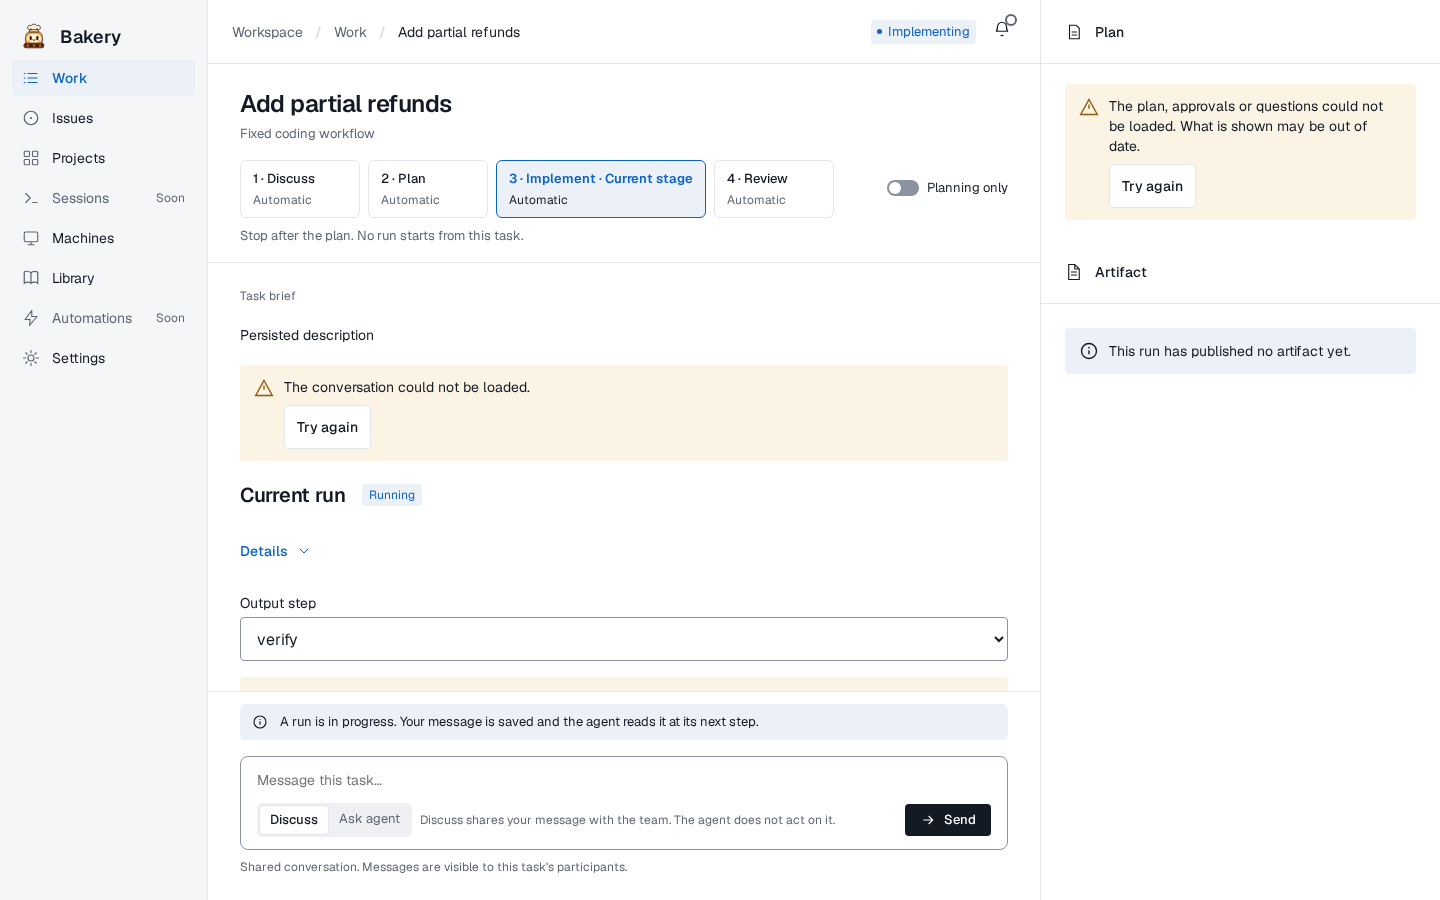 Bakery
Work
Issues
Projects
Sessions Soon
Machines
Library
Automations Soon
Settings
Workspace / Work / Add partial refunds
Implementing
Add partial refunds
Fixed coding workflow
1 · Discuss
Automatic
2 · Plan
Automatic
3 · Implement · Current stage
Automatic
4 · Review
Automatic
Planning only
Stop after the plan. No run starts from this task.
Task brief
Persisted description
The conversation could not be loaded.
Try again
Current run
Running
Details
Output step
verify
A run is in progress. Your message is saved and the agent reads it at its next step.
Message this task...
Discuss
Ask agent
Discuss shares your message with the team. The agent does not act on it.
Send
Shared conversation. Messages are visible to this task's participants.
Plan
The plan, approvals or questions could not
be loaded. What is shown may be out of
date.
Try again
Artifact
This run has published no artifact yet.